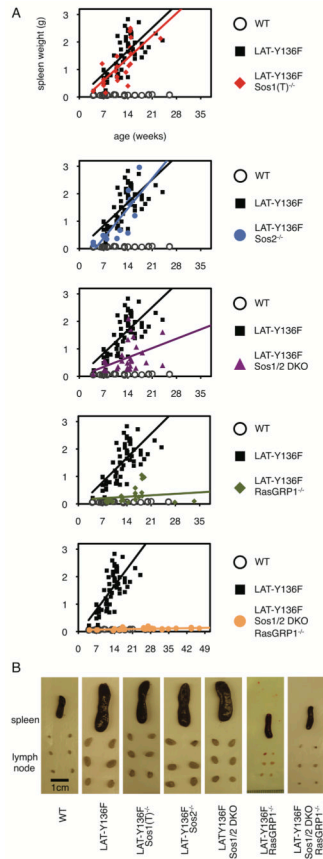 A
spleen weight (g)
3
2
1
0
0 7 14 21 28 35
age (weeks)
WT
LAT-Y136F
LAT-Y136F
Sos1(T)-/-
3
2
1
0
0 7 14 21 28 35
WT
LAT-Y136F
LAT-Y136F
Sos2-/-
3
2
1
0
0 7 14 21 28 35
WT
LAT-Y136F
LAT-Y136F
Sos1/2 DKO
3
2
1
0
0 7 14 21 28 35
WT
LAT-Y136F
LAT-Y136F
RasGRP1-/-
3
2
1
0
0 7 14 21 28 35 42 49
WT
LAT-Y136F
LAT-Y136F
Sos1/2 DKO
RasGRP1-/-
B
spleen
lymph
node
1cm
WT
LAT-Y136F
LAT-Y136F
Sos1(T)-/-
LAT-Y136F
Sos2-/-
LAT-Y136F
Sos1/2 DKO
LAT-Y136F
RasGRP1-/-
LAT-Y136F
Sos1/2 DKO
RasGRP1-/-